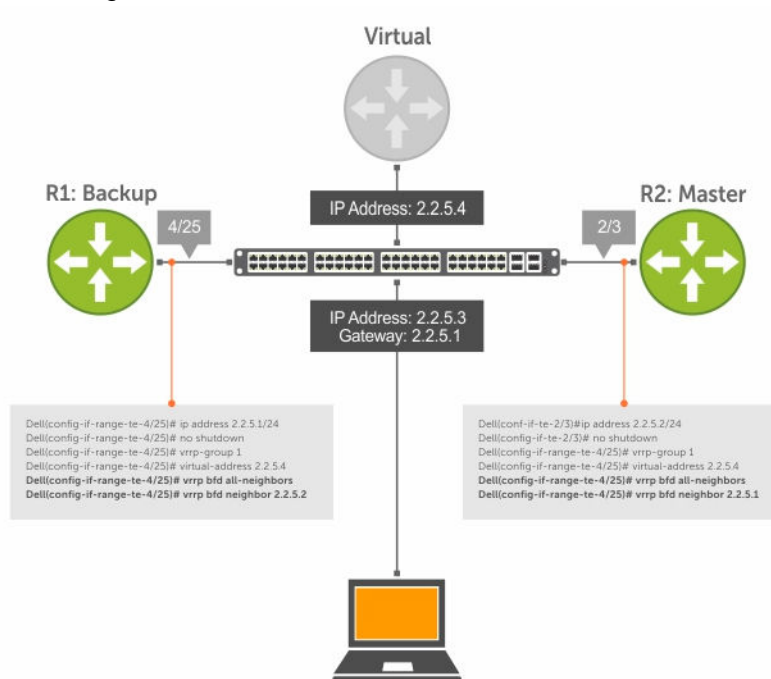 Virtual
R1: Backup
R2: Master
IP Address: 2.2.5.4
4/25
2/3
IP Address: 2.2.5.3
Gateway: 2.2.5.1
Dell(config-if-range-te-4/25)# ip address 2.2.5.1/24
Dell(config-if-range-te-4/25)# no shutdown
Dell(config-if-range-te-4/25)# vrrp-group 1
Dell(config-if-range-te-4/25)# virtual-address 2.2.5.4
Dell(config-if-range-te-4/25)# vrrp bfd all-neighbors
Dell(config-if-range-te-4/25)# vrrp bfd neighbor 2.2.5.2
Dell(conf-if-te-2/3)#ip address 2.2.5.2/24
Dell(config-if-te-2/3)# no shutdown
Dell(config-if-range-te-4/25)# vrrp-group 1
Dell(config-if-range-te-4/25)# virtual-address 2.2.5.4
Dell(config-if-range-te-4/25)# vrrp bfd all-neighbors
Dell(config-if-range-te-4/25)# vrrp bfd neighbor 2.2.5.1